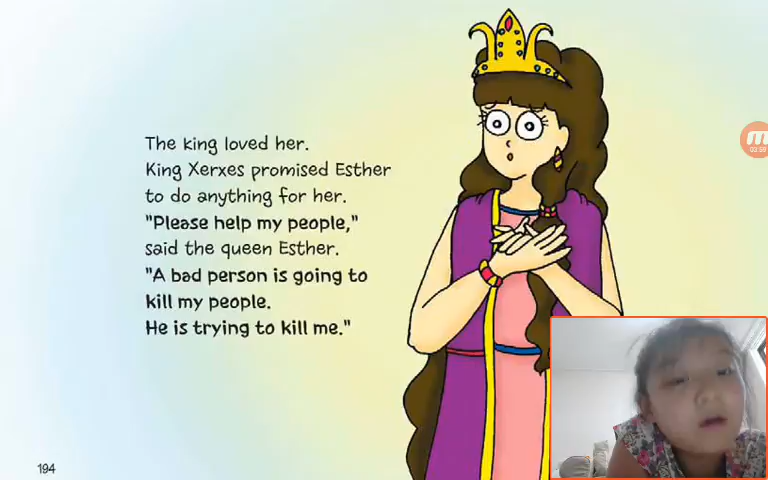 The king loved her.
King Xerxes promised Esther
to do anything for her.
"Please help my people,"
said the queen Esther.
"A bad person is going to
kill my people.
He is trying to kill me."
194